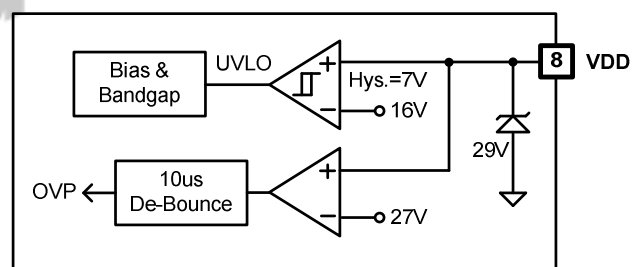 Bias &
Bandgap
UVLO
Hys.=7V
16V
8
VDD
29V
OVP
10us
De-Bounce
27V
+
−
+
−